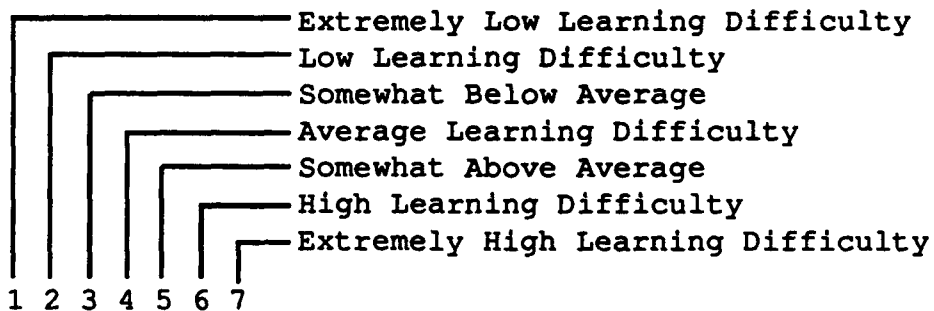 Extremely Low Learning Difficulty
Low Learning Difficulty
Somewhat Below Average
Average Learning Difficulty
Somewhat Above Average
High Learning Difficulty
Extremely High Learning Difficulty
1 2 3 4 5 6 7